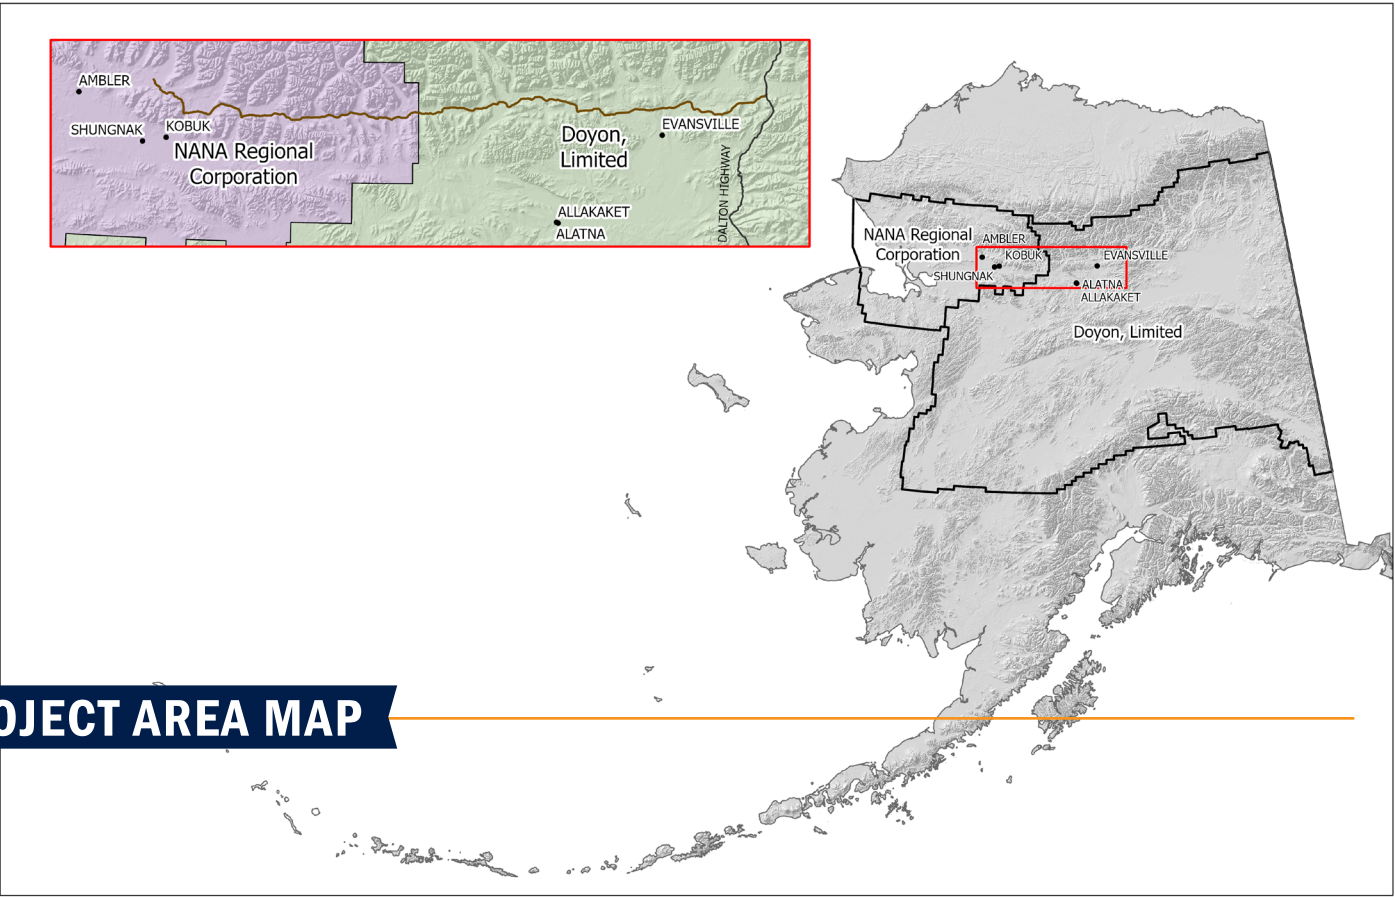 AMBLER
SHUNGNAK
KOBUK
NANA Regional
Corporation
Doyon,
Limited
EVANSVILLE
DALTON HIGHWAY
ALLAKAKET
ALATNA
NANA Regional
Corporation
AMBLER
KOBUK
SHUNGNAK
EVANSVILLE
ALATNA
ALLAKAKET
Doyon, Limited
OJECT AREA MAP